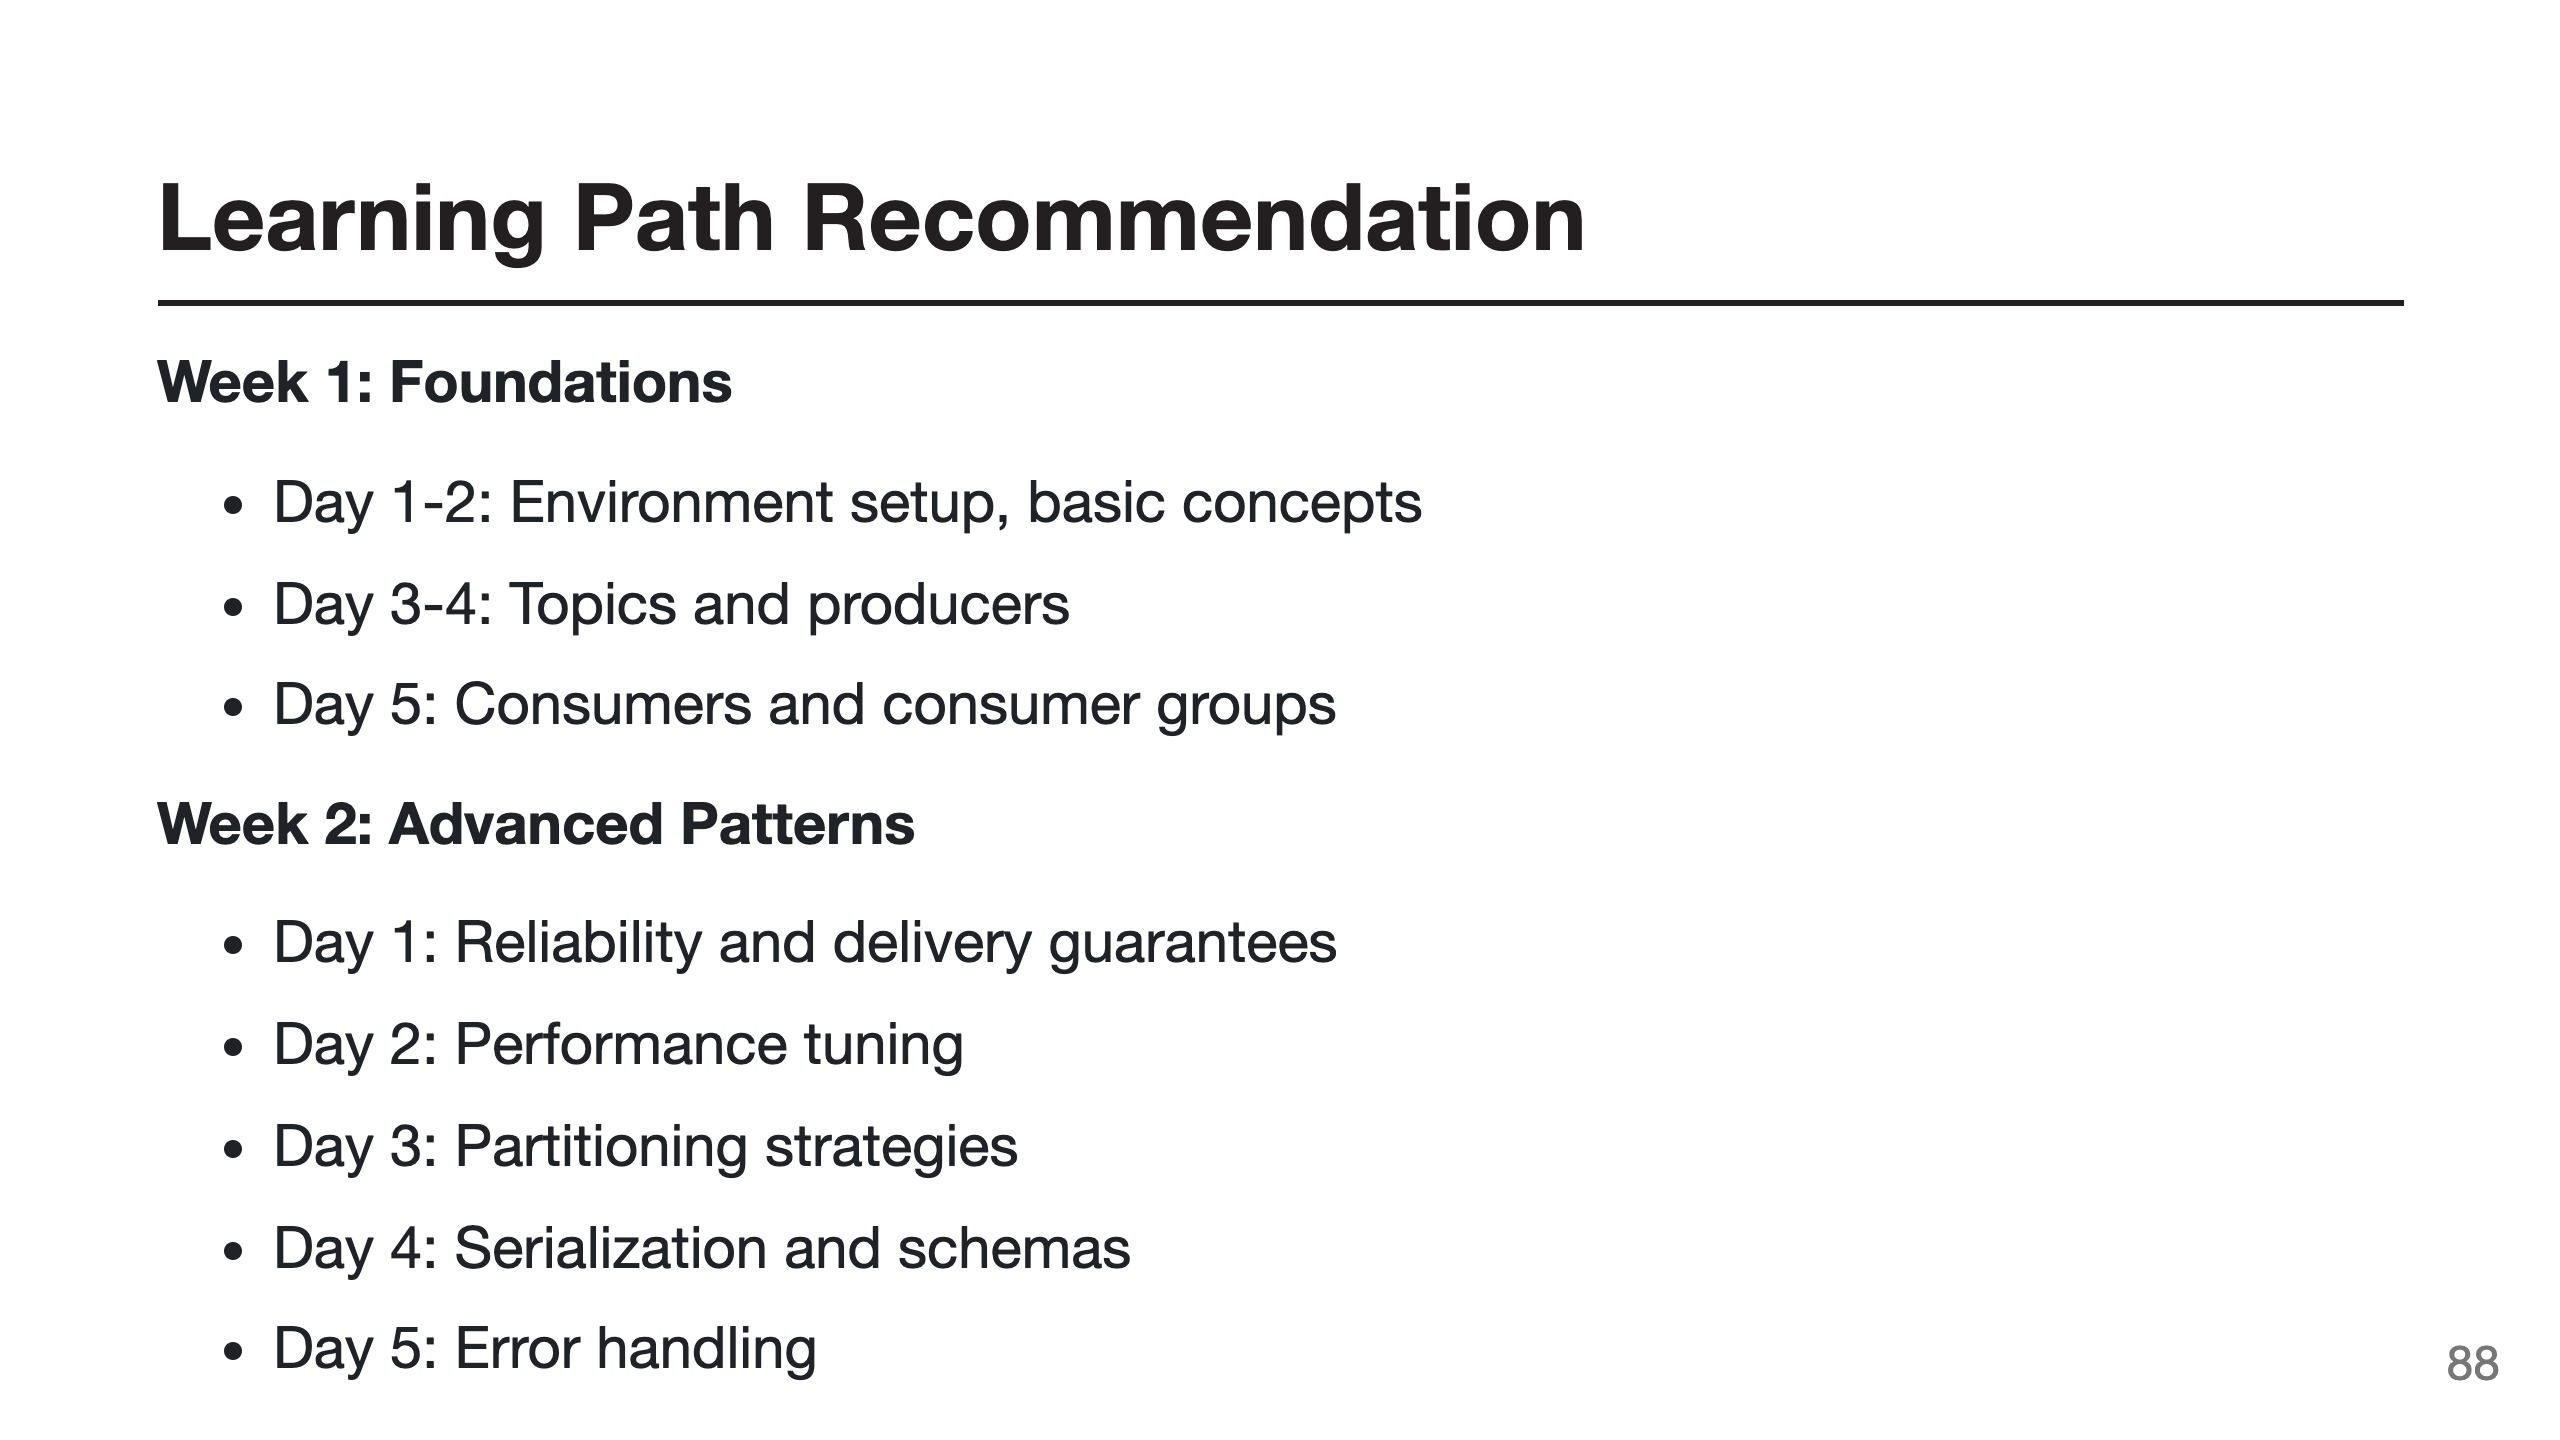 Learning Path Recommendation
Week 1: Foundations
• Day 1-2: Environment setup, basic concepts
• Day 3-4: Topics and producers
• Day 5: Consumers and consumer groups
Week 2: Advanced Patterns
• Day 1: Reliability and delivery guarantees
• Day 2: Performance tuning
• Day 3: Partitioning strategies
• Day 4: Serialization and schemas
• Day 5: Error handling
88